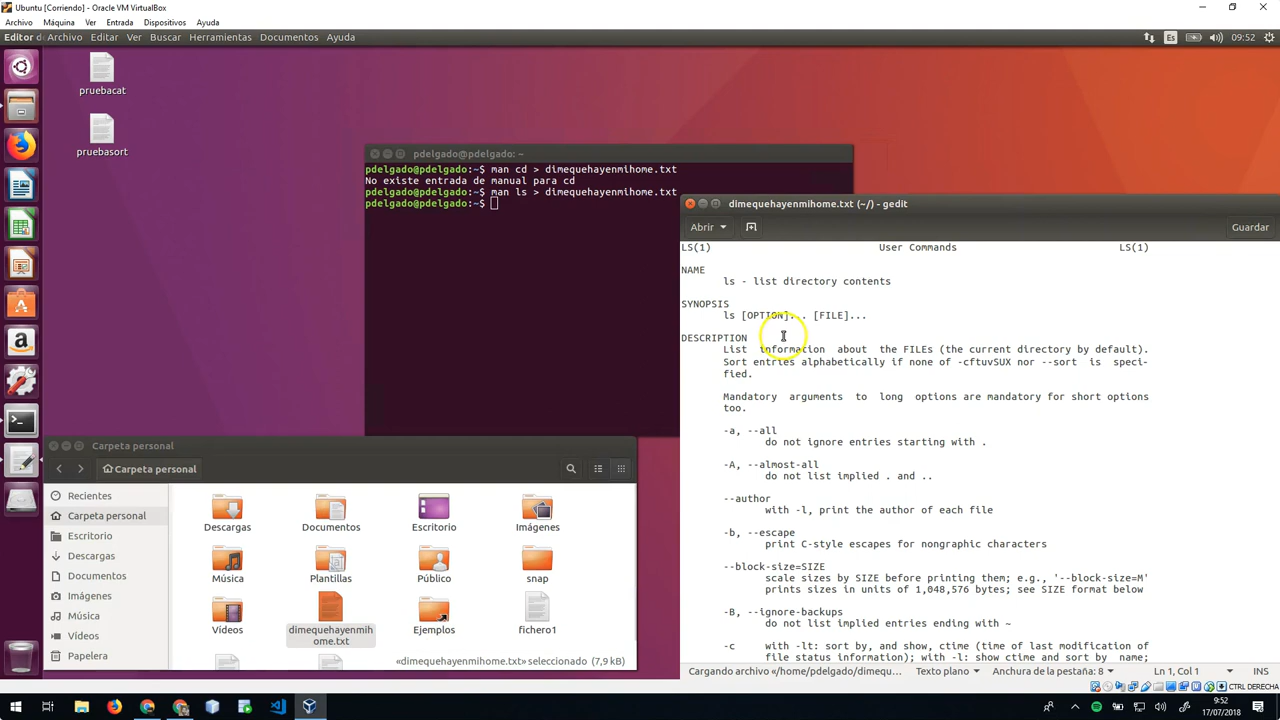 Ubuntu [Corriendo] - Oracle VM VirtualBox
Archivo Máquina Ver Entrada Dispositivos Ayuda
Editor d Archivo Editar Ver Buscar Herramientas Documentos Ayuda
Es 09:52
pruebacat
pruebasort
pdelgado@pdelgado: ~
pdelgado@pdelgado:~$ man cd > dimequehayenmihome.txt
No existe entrada de manual para cd
pdelgado@pdelgado:~$ man ls > dimequehayenmihome.txt
pdelgado@pdelgado:~$
dimequehayenmihome.txt (~/) - gedit
Abrir Guardar
LS(1) User Commands LS(1)
NAME
ls - list directory contents
SYNOPSIS
ls [OPTION]... [FILE]...
DESCRIPTION
List information about the FILEs (the current directory by default).
Sort entries alphabetically if none of -cftuvSUX nor --sort is speci-
fied.
Mandatory arguments to long options are mandatory for short options
too.
-a, --all
do not ignore entries starting with .
-A, --almost-all
do not list implied . and ..
--author
with -l, print the author of each file
-b, --escape
print C-style escapes for nongraphic characters
--block-size=SIZE
scale sizes by SIZE before printing them; e.g., '--block-size=M'
prints sizes in units of 1,048,576 bytes; see SIZE format below
-B, --ignore-backups
do not list implied entries ending with ~
-c with -lt: sort by, and show, ctime (time of last modification of
file status information); with -l: show ctime and sort by name;
Cargando archivo «/home/pdelgado/dimequ... Texto plano Anchura de la pestaña: 8 Ln 1, Col 1 INS
Carpeta personal
Carpeta personal
Recientes
Carpeta personal
Escritorio
Descargas
Documentos
Imágenes
Música
Vídeos
Papelera
Descargas Documentos Escritorio Imágenes
Música Plantillas Público snap
Vídeos dimequehayenmih Ejemplos fichero1
ome.txt
«dimequehayenmihome.txt» seleccionado (7,9 kB)
CTRL DERECHA
9:52
17/07/2018